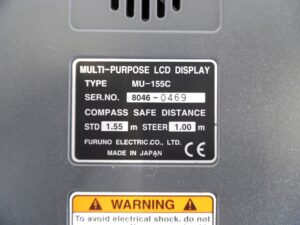 MULTI-PURPOSE LCD DISPLAY
TYPE MU-155C
SER.NO. 8046-0469
COMPASS SAFE DISTANCE
STD 1.55 m STEER 1.00 m
FURUNO ELECTRIC CO., LTD.
MADE IN JAPAN CE
WARNING
To avoid electrical shock, do not